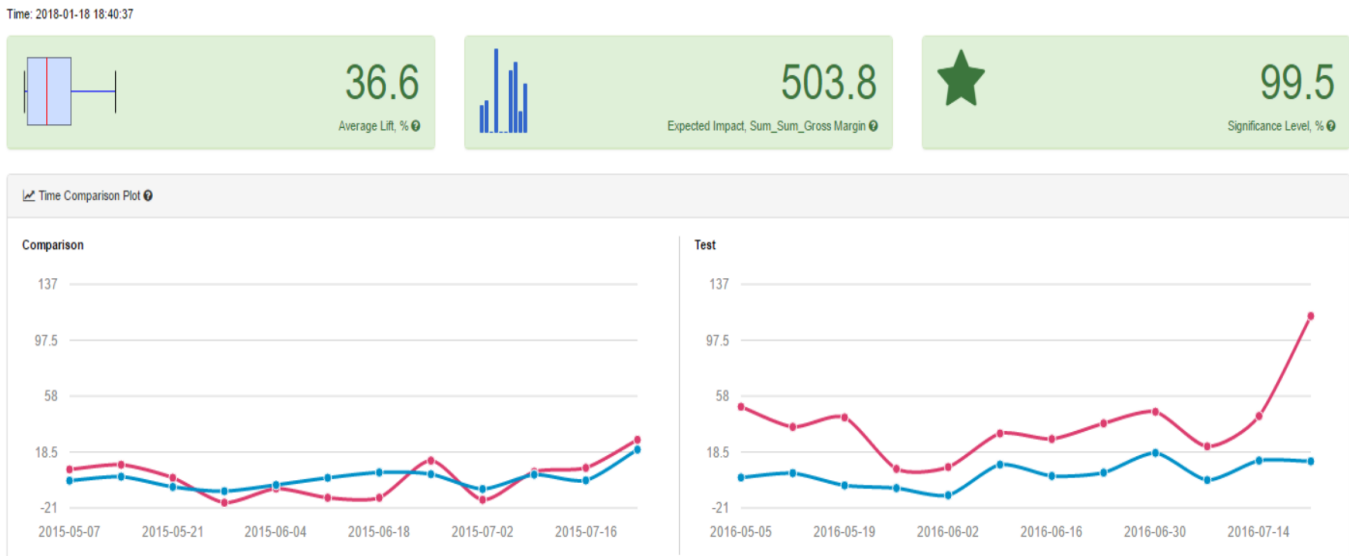 Time: 2018-01-18 18:40:37
36.6
Average Lift, %
503.8
Expected Impact, Sum_Sum_Gross Margin
99.5
Significance Level, %
Time Comparison Plot
Comparison
137
97.5
58
18.5
-21
2015-05-07 2015-05-21 2015-06-04 2015-06-18 2015-07-02 2015-07-16
Test
137
97.5
58
18.5
-21
2016-05-05 2016-05-19 2016-06-02 2016-06-16 2016-06-30 2016-07-14